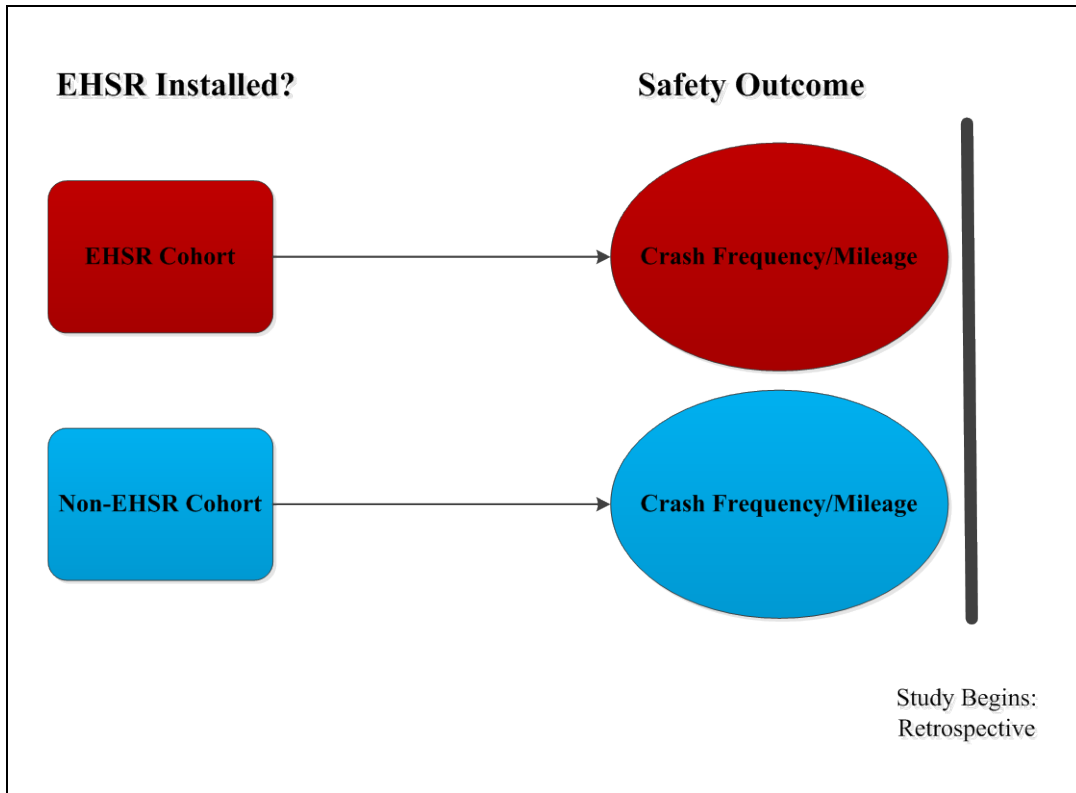 EHSR Installed?
Safety Outcome
EHSR Cohort
Crash Frequency/Mileage
Non-EHSR Cohort
Crash Frequency/Mileage
Study Begins:
Retrospective